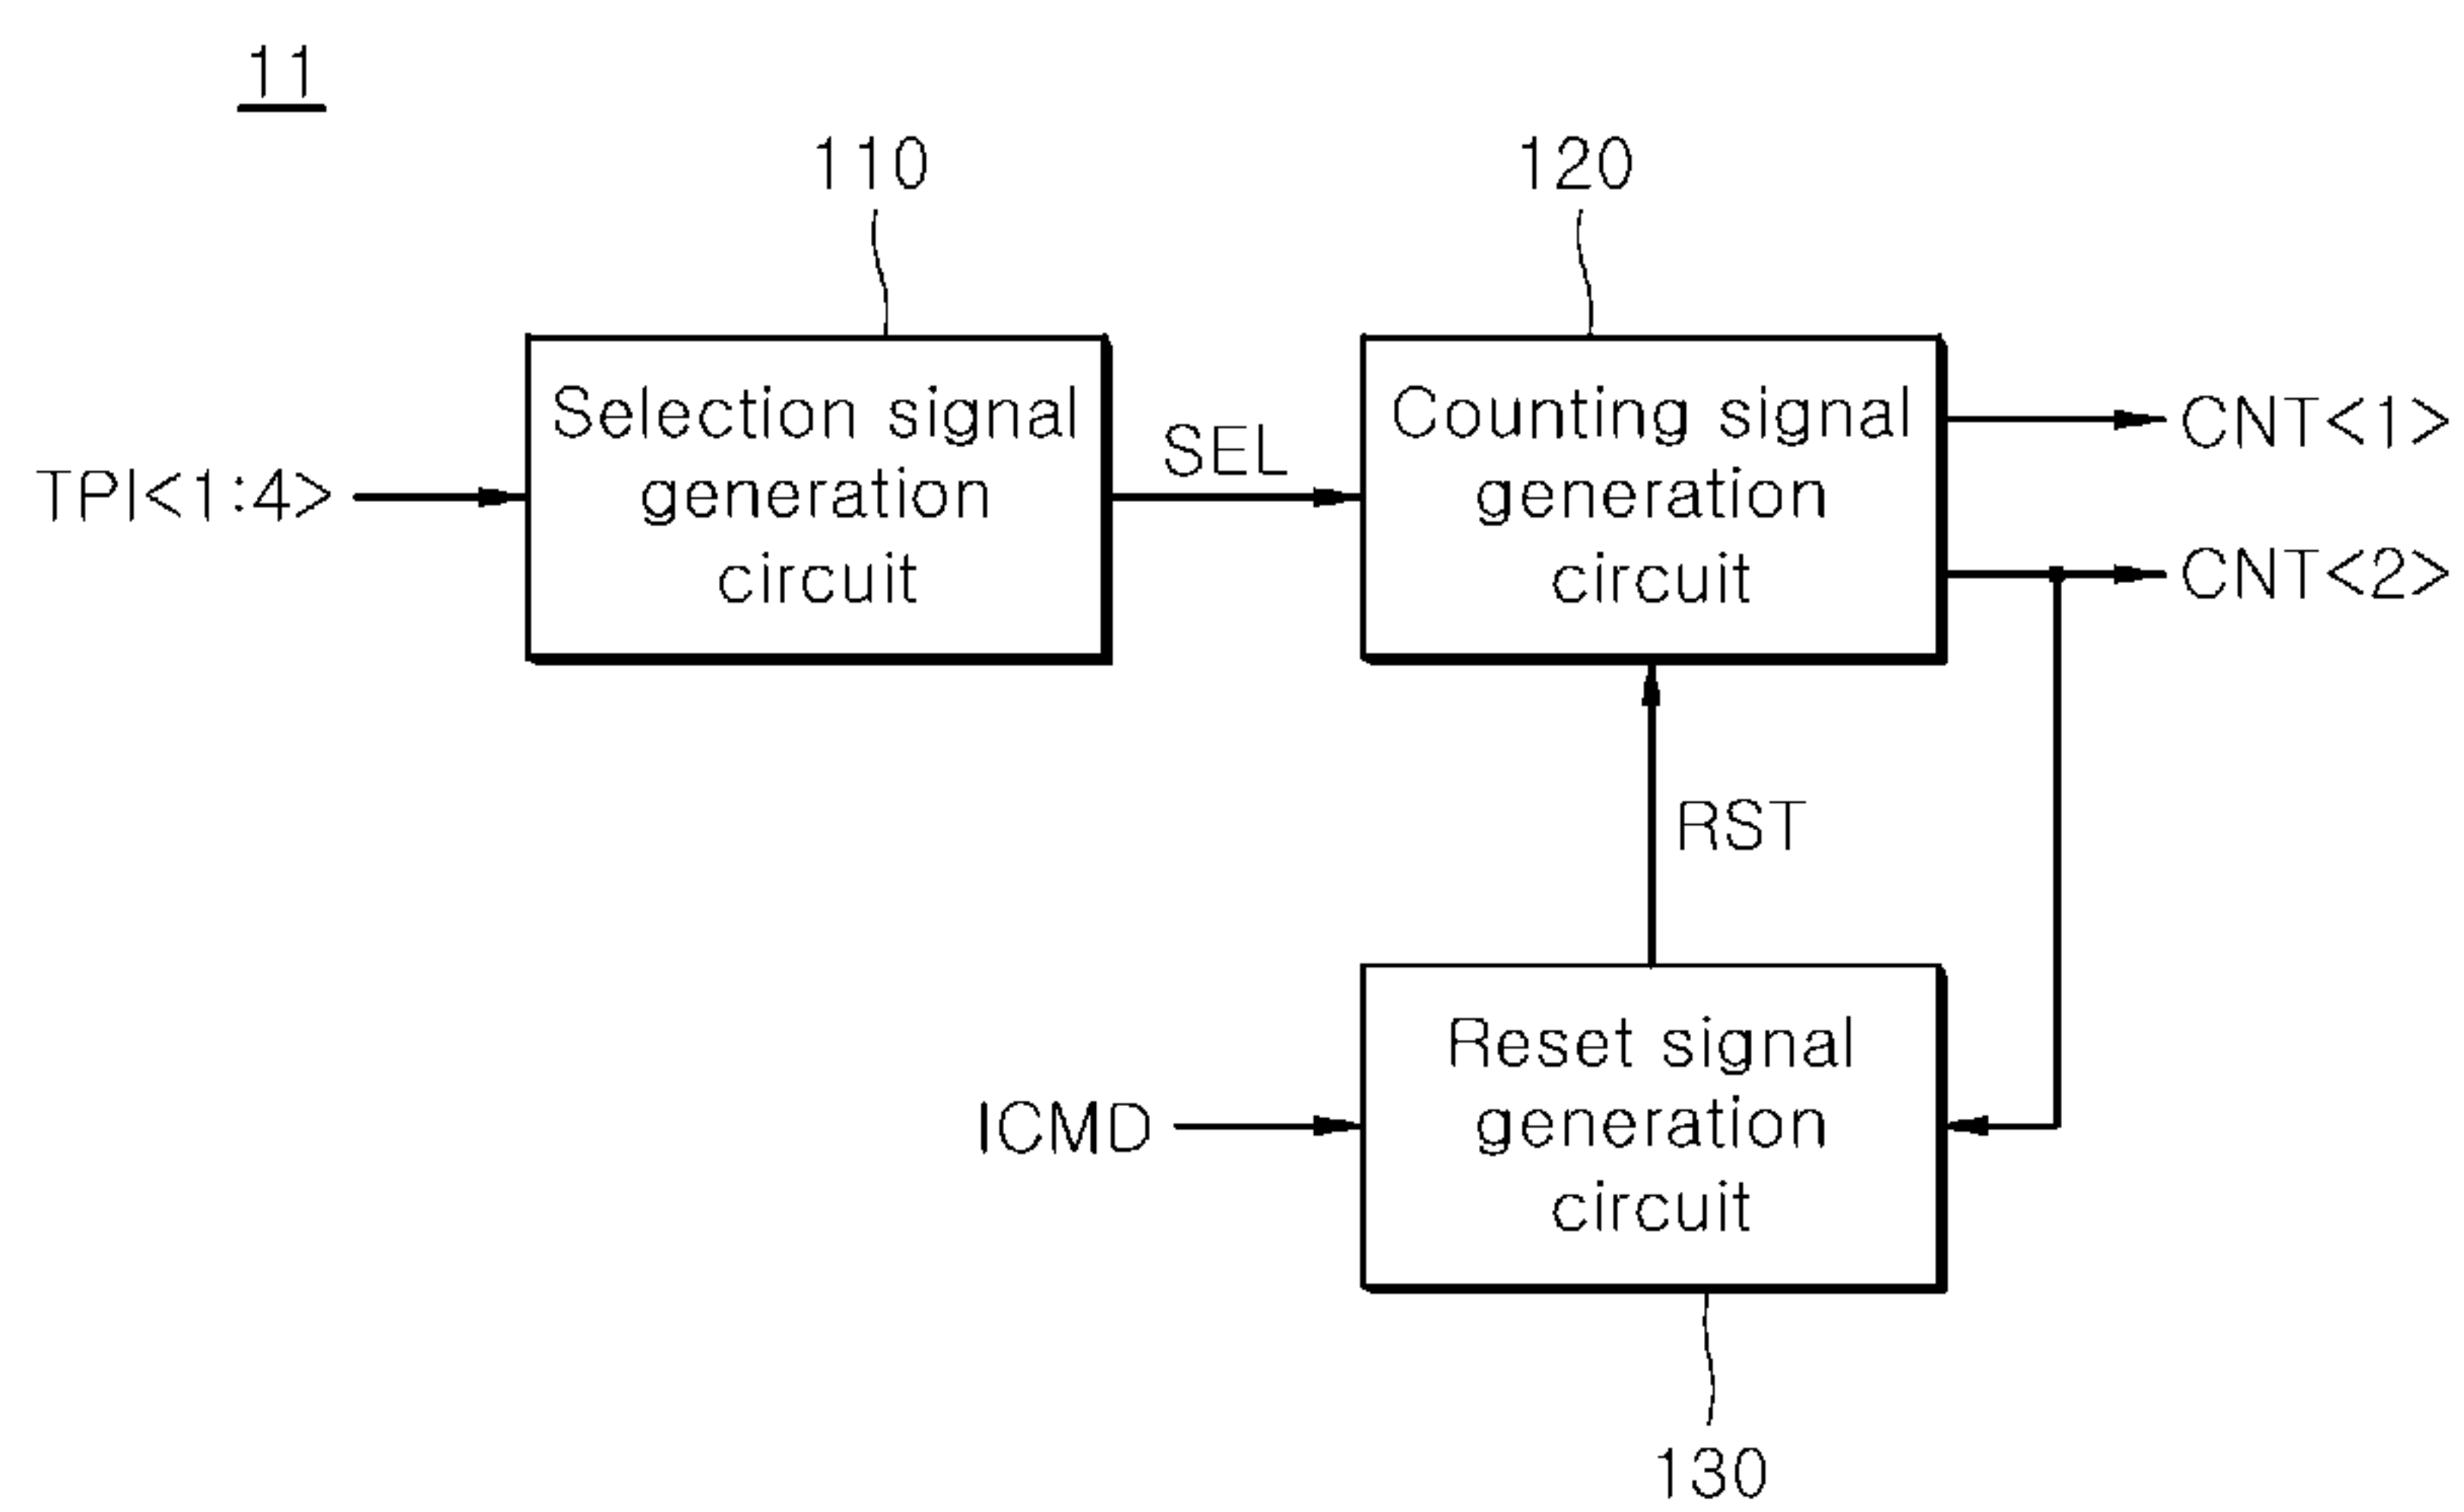 11
110
120
Selection signal
generation
circuit
Counting signal
generation
circuit
TPI<1:4>
SEL
CNT<1>
CNT<2>
RST
Reset signal
generation
circuit
ICMD
130